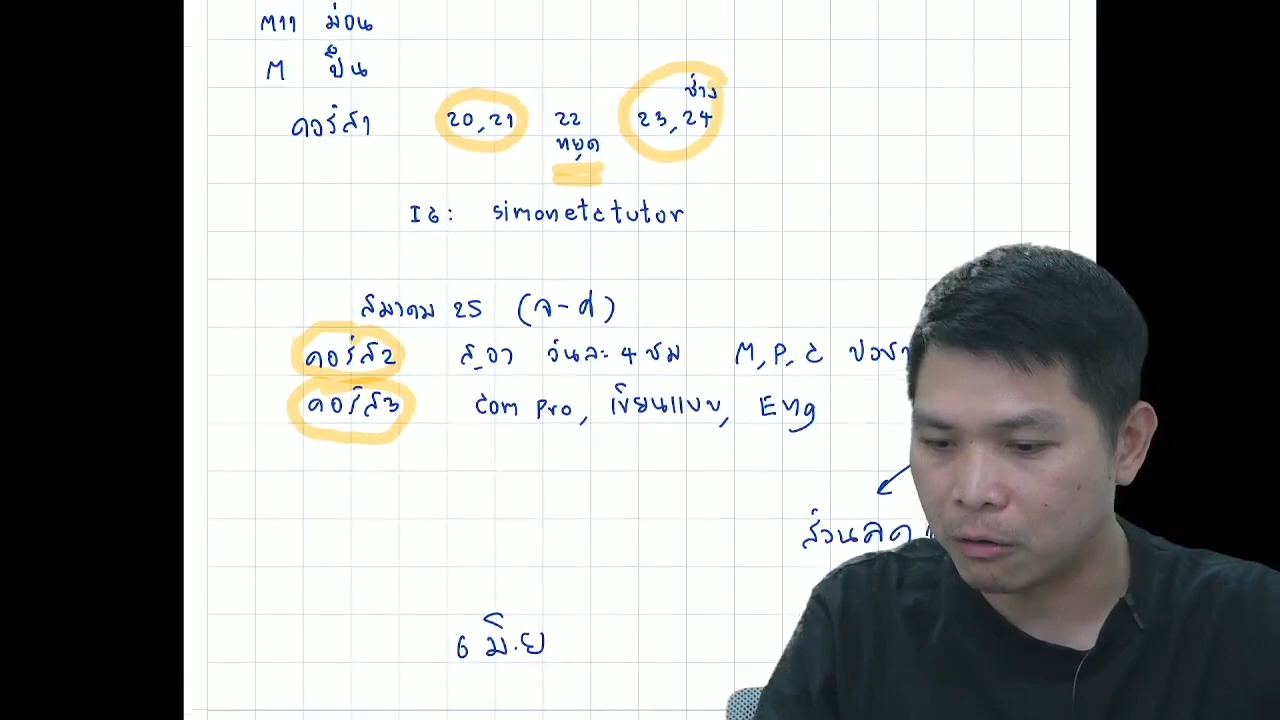 M11 ม่อน
M ปึ้น
ช่าง
คอร์ส1 20,21 22 23,24
หยุด
IG: simonetctutor
สมาคม 25 (จ-ศ)
คอร์ส2 ส,อา วันละ 4 ชม M, P, C
คอร์ส3 Com Pro, เขียนแบบ, Eng
ส่วนลด
6 มิ.ย